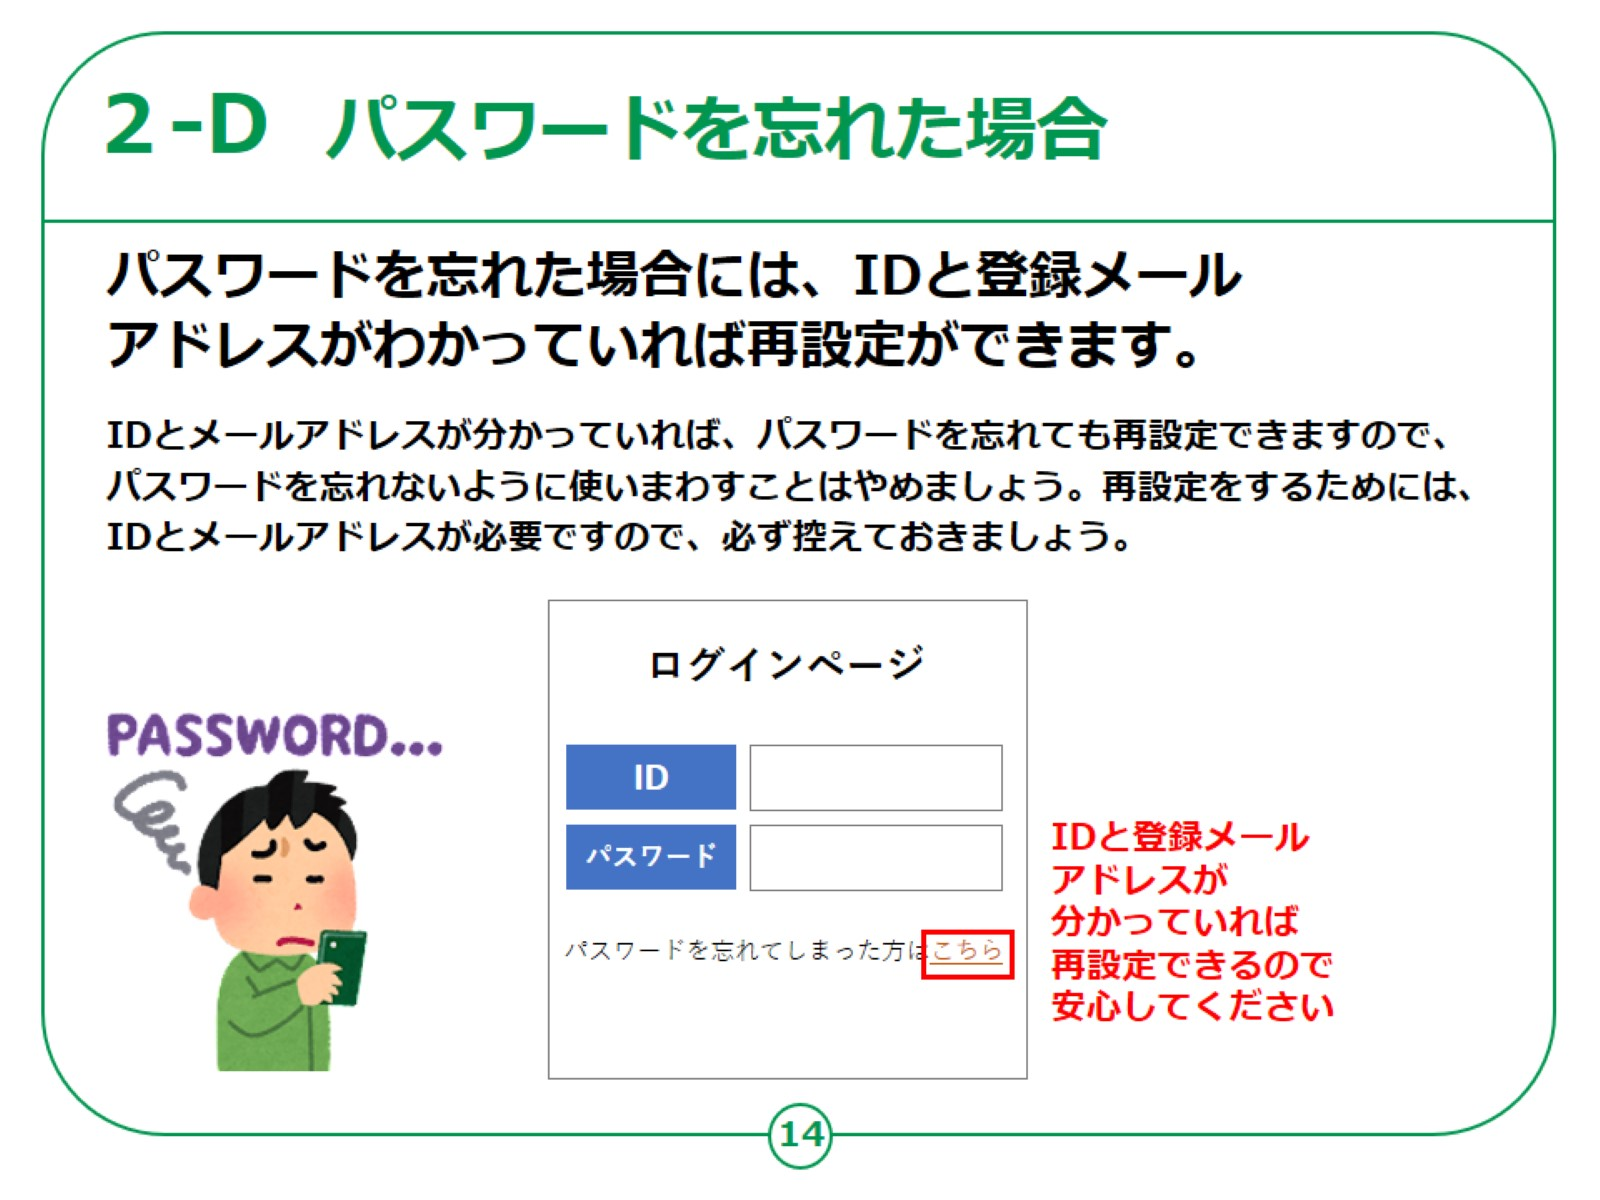 ２-D パスワードを忘れた場合
パスワードを忘れた場合には、IDと登録メール
アドレスがわかっていれば再設定ができます。
IDとメールアドレスが分かっていれば、パスワードを忘れても再設定できますので、
パスワードを忘れないように使いまわすことはやめましょう。再設定をするためには、
IDとメールアドレスが必要ですので、必ず控えておきましょう。
ログインページ
PASSWORD...
ID
パスワード
パスワードを忘れてしまった方はこちら
IDと登録メール
アドレスが
分かっていれば
再設定できるので
安心してください
14